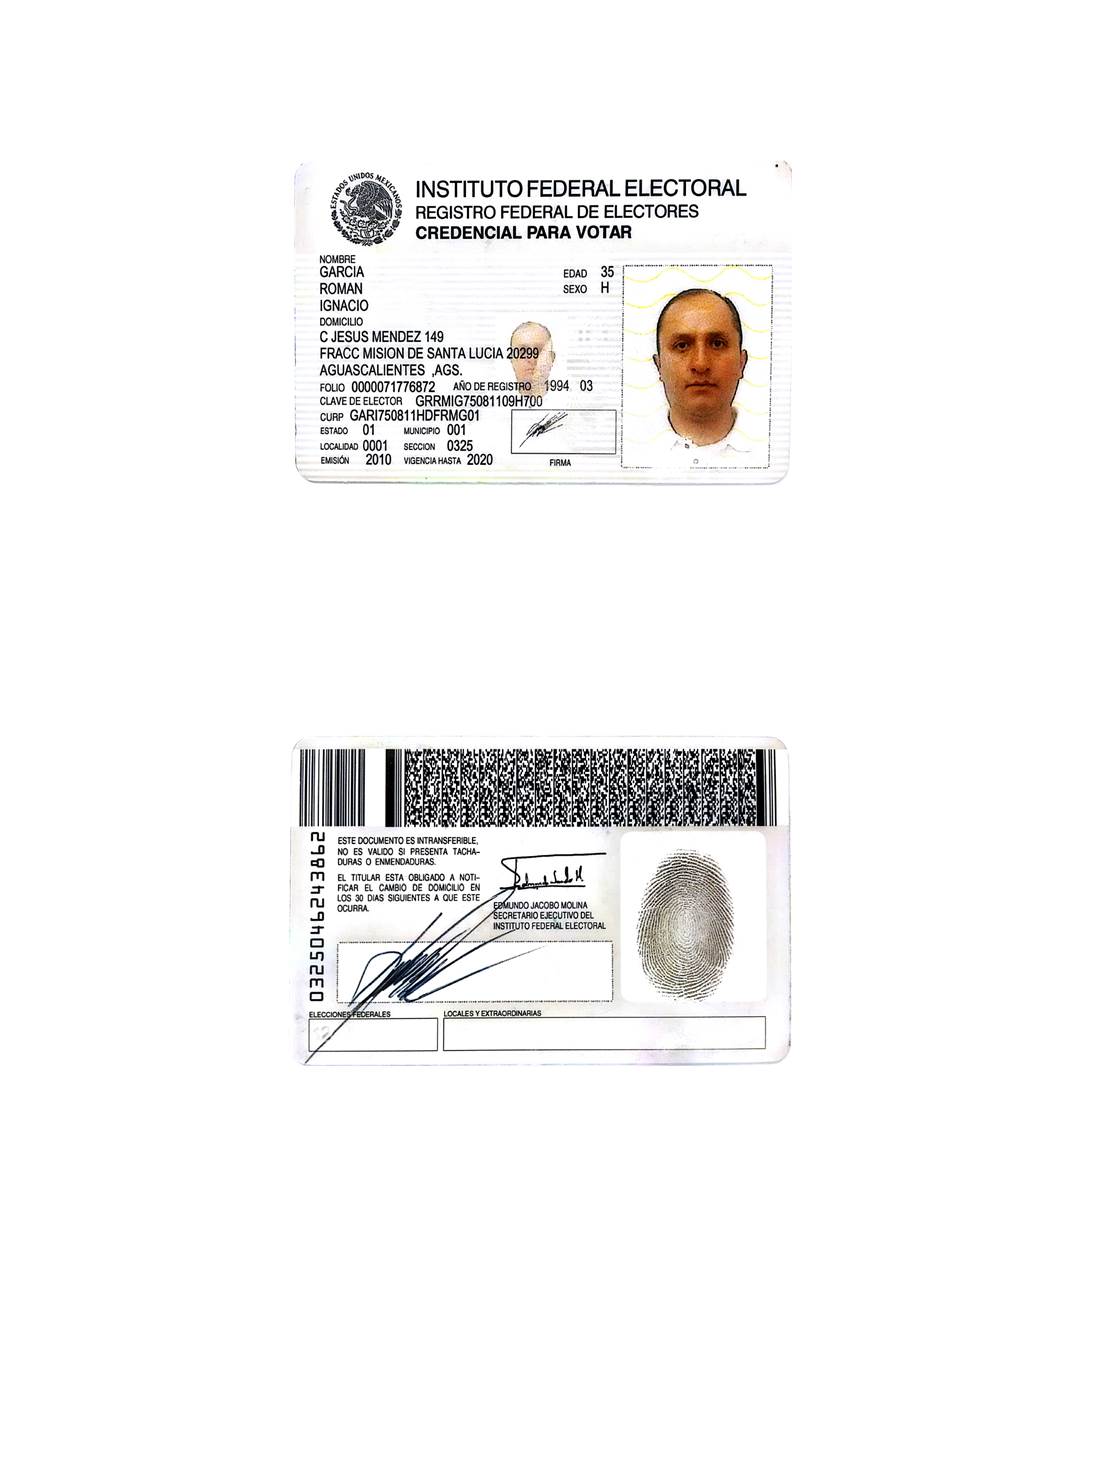 ESTADOS UNIDOS MEXICANOS
INSTITUTO FEDERAL ELECTORAL
REGISTRO FEDERAL DE ELECTORES
CREDENCIAL PARA VOTAR
NOMBRE
GARCIA
ROMAN
IGNACIO
EDAD 35
SEXO H
DOMICILIO
C JESUS MENDEZ 149
FRACC MISION DE SANTA LUCIA 20299
AGUASCALIENTES ,AGS.
FOLIO 0000071776872 AÑO DE REGISTRO 1994 03
CLAVE DE ELECTOR GRRMIG75081109H700
CURP GARI750811HDFRMG01
ESTADO 01 MUNICIPIO 001
LOCALIDAD 0001 SECCION 0325
EMISIÓN 2010 VIGENCIA HASTA 2020
FIRMA
0325046243862
ESTE DOCUMENTO ES INTRANSFERIBLE,
NO ES VALIDO SI PRESENTA TACHA-
DURAS O ENMENDADURAS.
EL TITULAR ESTA OBLIGADO A NOTI-
FICAR EL CAMBIO DE DOMICILIO EN
LOS 30 DIAS SIGUIENTES A QUE ESTE
OCURRA.
EDMUNDO JACOBO MOLINA
SECRETARIO EJECUTIVO DEL
INSTITUTO FEDERAL ELECTORAL
ELECCIONES FEDERALES
LOCALES Y EXTRAORDINARIAS